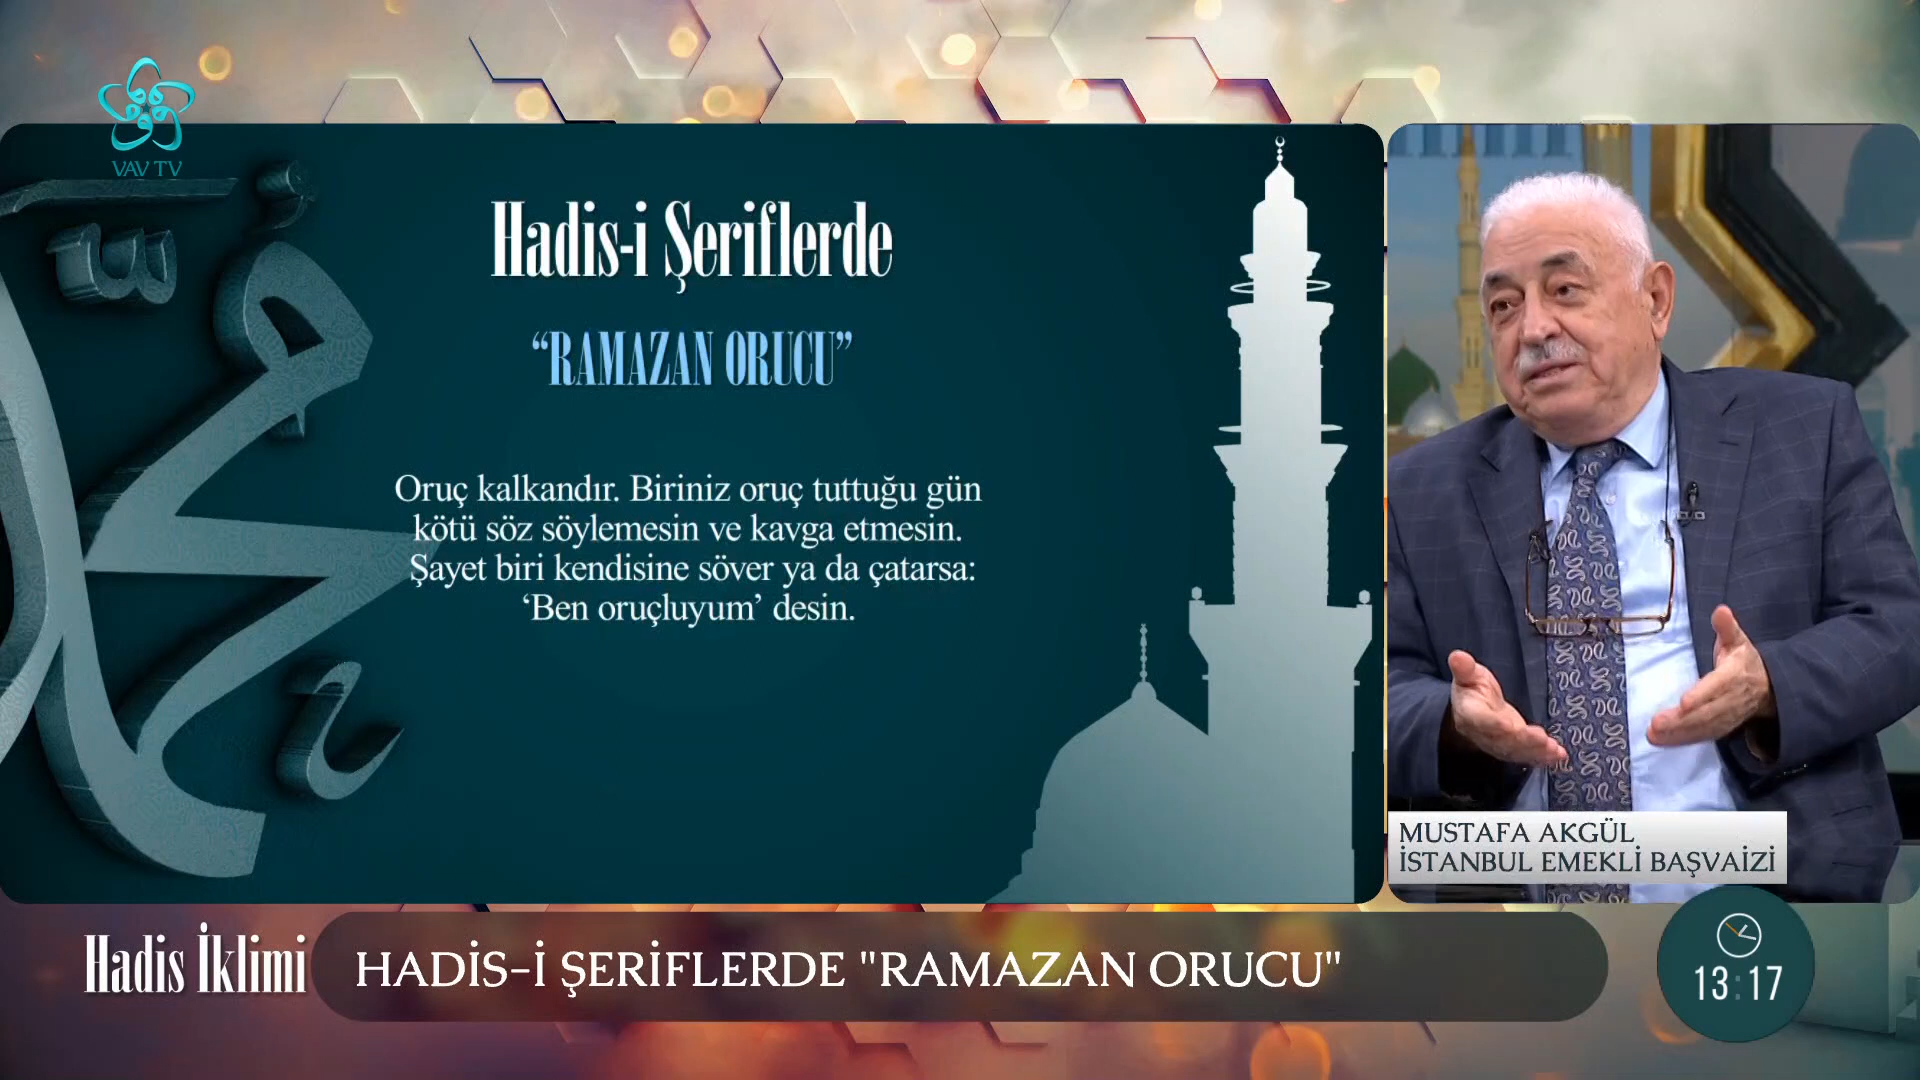 VAV TV
Hadis-i Şeriflerde
“RAMAZAN ORUCU”
Oruç kalkandır. Biriniz oruç tuttuğu gün
kötü söz söylemesin ve kavga etmesin.
Şayet biri kendisine söver ya da çatarsa:
‘Ben oruçluyum’ desin.
MUSTAFA AKGÜL
İSTANBUL EMEKLİ BAŞVAİZİ
Hadis İklimi
HADİS-İ ŞERİFLERDE "RAMAZAN ORUCU"
13:17